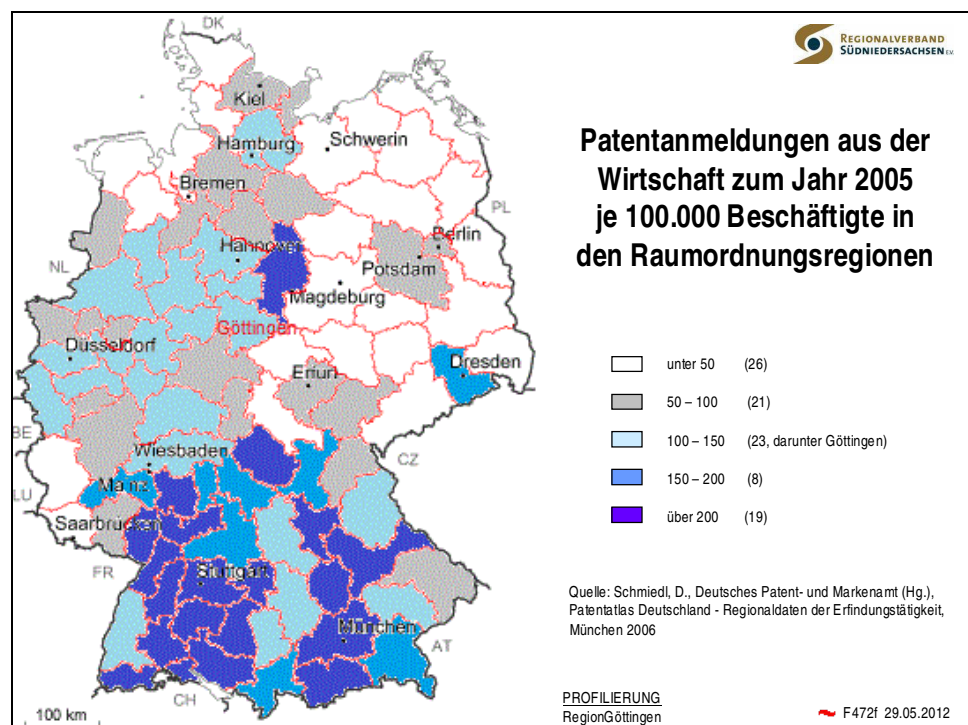 REGIONALVERBAND
SÜDNIEDERSACHSEN E.V.
Patentanmeldungen aus der
Wirtschaft zum Jahr 2005
je 100.000 Beschäftigte in
den Raumordnungsregionen
DK
Kiel
Schwerin
Hamburg
Bremen
PL
Berlin
Hannover
Potsdam
NL
Magdeburg
Göttingen
Düsseldorf
Dresden
Erfurt
BE
Wiesbaden
CZ
Mainz
LU
Saarbrücken
FR
Stuttgart
München
AT
CH
100 km
unter 50 (26)
50 – 100 (21)
100 – 150 (23, darunter Göttingen)
150 – 200 (8)
über 200 (19)
Quelle: Schmiedl, D., Deutsches Patent- und Markenamt (Hg.),
Patentatlas Deutschland - Regionaldaten der Erfindungstätigkeit,
München 2006
PROFILIERUNG
RegionGöttingen
F472f 29.05.2012